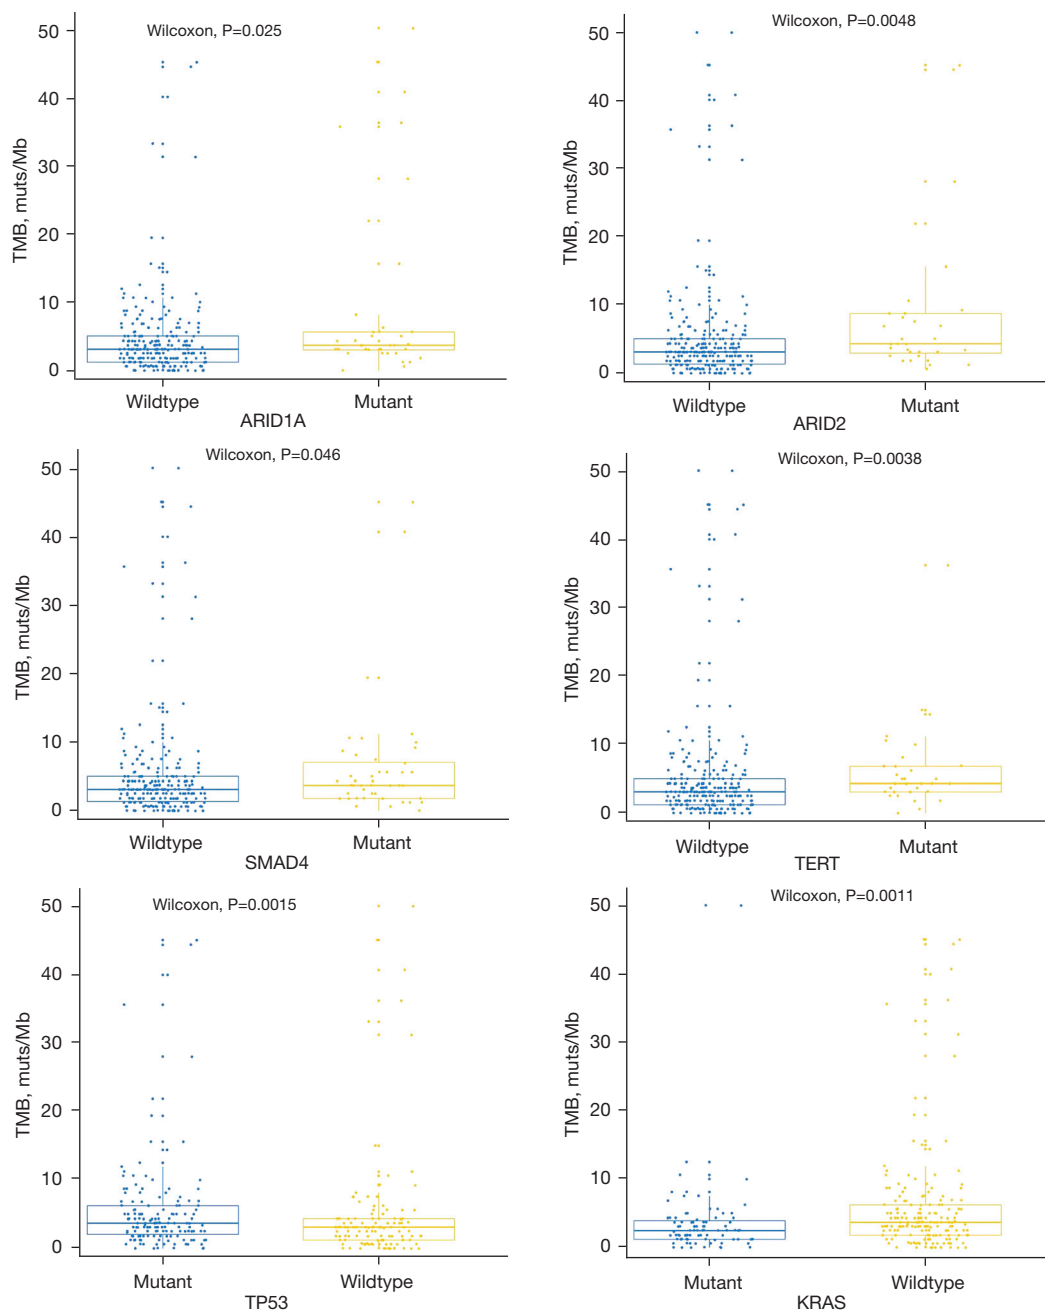 Wilcoxon, P=0.025
TMB, muts/Mb
50
40
30
20
10
0
Wildtype
Mutant
ARID1A
Wilcoxon, P=0.0048
TMB, muts/Mb
50
40
30
20
10
0
Wildtype
Mutant
ARID2
Wilcoxon, P=0.046
TMB, muts/Mb
50
40
30
20
10
0
Wildtype
Mutant
SMAD4
Wilcoxon, P=0.0038
TMB, muts/Mb
50
40
30
20
10
0
Wildtype
Mutant
TERT
Wilcoxon, P=0.0015
TMB, muts/Mb
50
40
30
20
10
0
Mutant
Wildtype
TP53
Wilcoxon, P=0.0011
TMB, muts/Mb
50
40
30
20
10
0
Mutant
Wildtype
KRAS